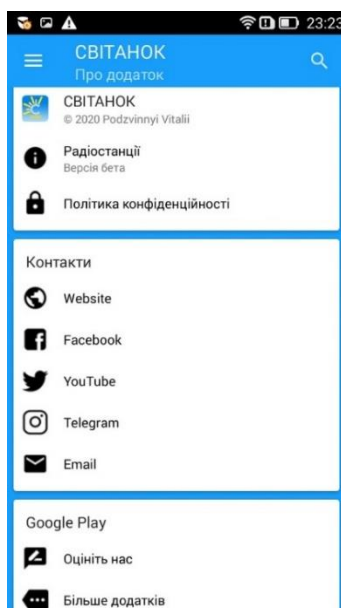 23:23
СВІТАНОК
Про додаток
СВІТАНОК
© 2020 Podzvinnyi Vitalii
Радіостанції
Версія бета
Політика конфіденційності
Контакти
Website
Facebook
YouTube
Telegram
Email
Google Play
Оцініть нас
Більше додатків